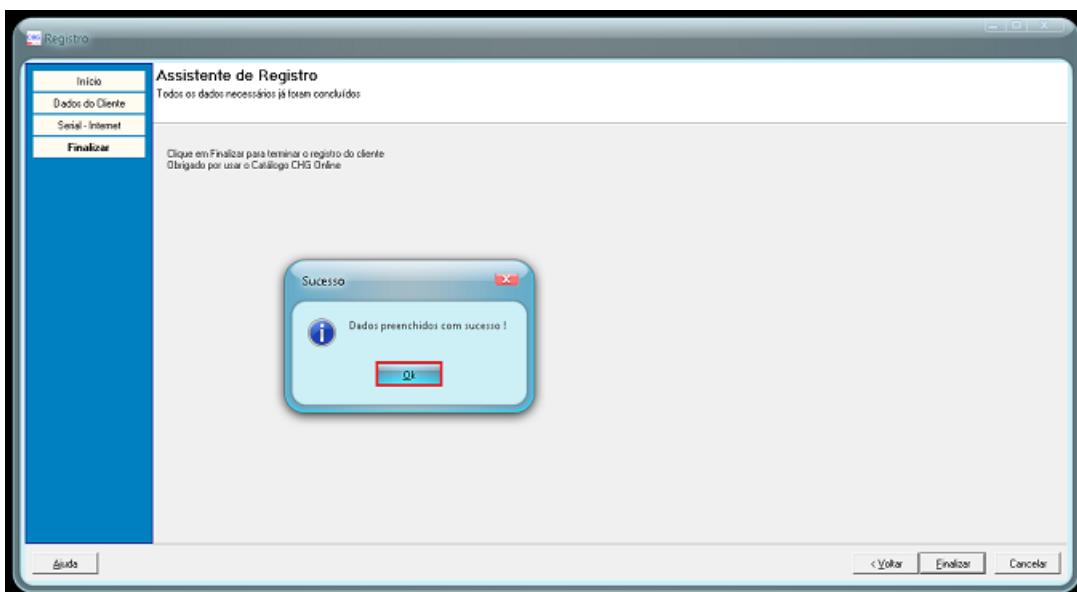 Registro
Início
Dados do Cliente
Serial - Internet
Finalizar
Assistente de Registro
Todos os dados necessários já foram concluídos
Clique em Finalizar para terminar o registro do cliente
Obrigado por usar o Catálogo CHG Online
Sucesso
Dados preenchidos com sucesso !
Ok
Ajuda
< Voltar
Finalizar
Cancelar